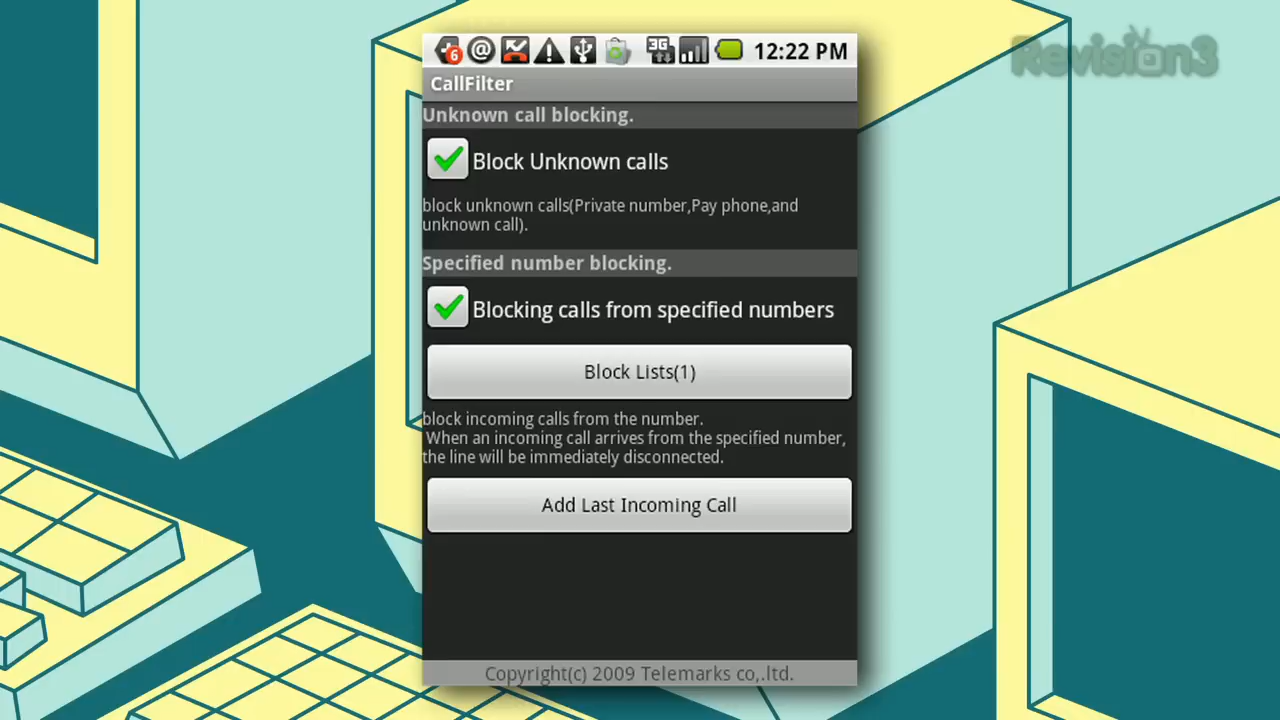 Revision3
6 @ 3G 12:22 PM
CallFilter
Unknown call blocking.
Block Unknown calls
block unknown calls(Private number,Pay phone,and
unknown call).
Specified number blocking.
Blocking calls from specified numbers
Block Lists(1)
block incoming calls from the number.
When an incoming call arrives from the specified number,
the line will be immediately disconnected.
Add Last Incoming Call
Copyright(c) 2009 Telemarks co,.ltd.